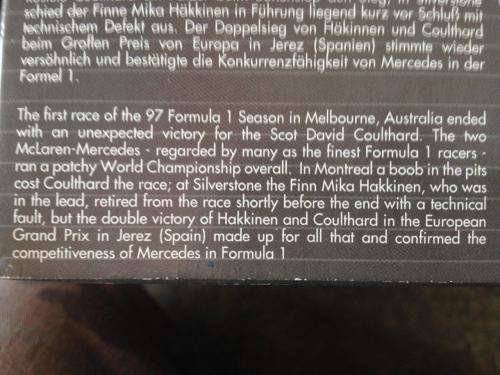 schied der Finne Mika Häkkinen in Führung liegend kurz vor Schluß mit
technischem Defekt aus. Der Doppelsieg von Häkinnen und Coulthard
beim Großen Preis von Europa in Jerez (Spanien) stimmte wieder
versöhnlich und bestätigte die Konkurrenzfähigkeit von Mercedes in der
Formel 1.
The first race of the 97 Formula 1 Season in Melbourne, Australia ended
with an unexpected victory for the Scot David Coulthard. The two
McLaren-Mercedes - regarded by many as the finest Formula 1 racers -
ran a patchy World Championship overall. In Montreal a boob in the pits
cost Coulthard the race; at Silverstone the Finn Mika Hakkinen, who was
in the lead, retired from the race shortly before the end with a technical
fault, but the double victory of Hakkinen and Coulthard in the European
Grand Prix in Jerez (Spain) made up for all that and confirmed the
competitiveness of Mercedes in Formula 1